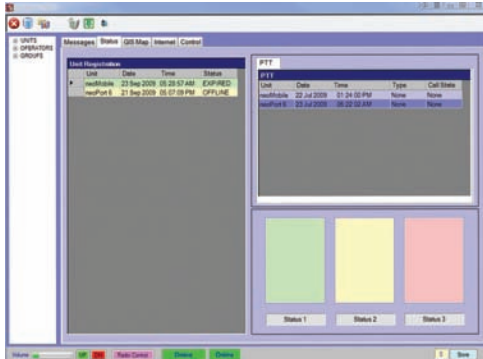 UNITS
OPERATORS
GROUPS
Messages Status GIS Map Internet Control
Unit Registration
Unit Date Time Status
neoMobile 23 Sep 2009 05:28:57 AM EXPIRED
neoPort 6 21 Sep 2009 05:07:09 PM OFFLINE
PTT
PTT
Unit Date Time Type Call State
neoMobile 22 Jul 2009 01:24:00 PM None None
neoPort 6 23 Jul 2009 06:22:02 AM None None
Status 1 Status 2 Status 3
Volume Radio Control Online Online